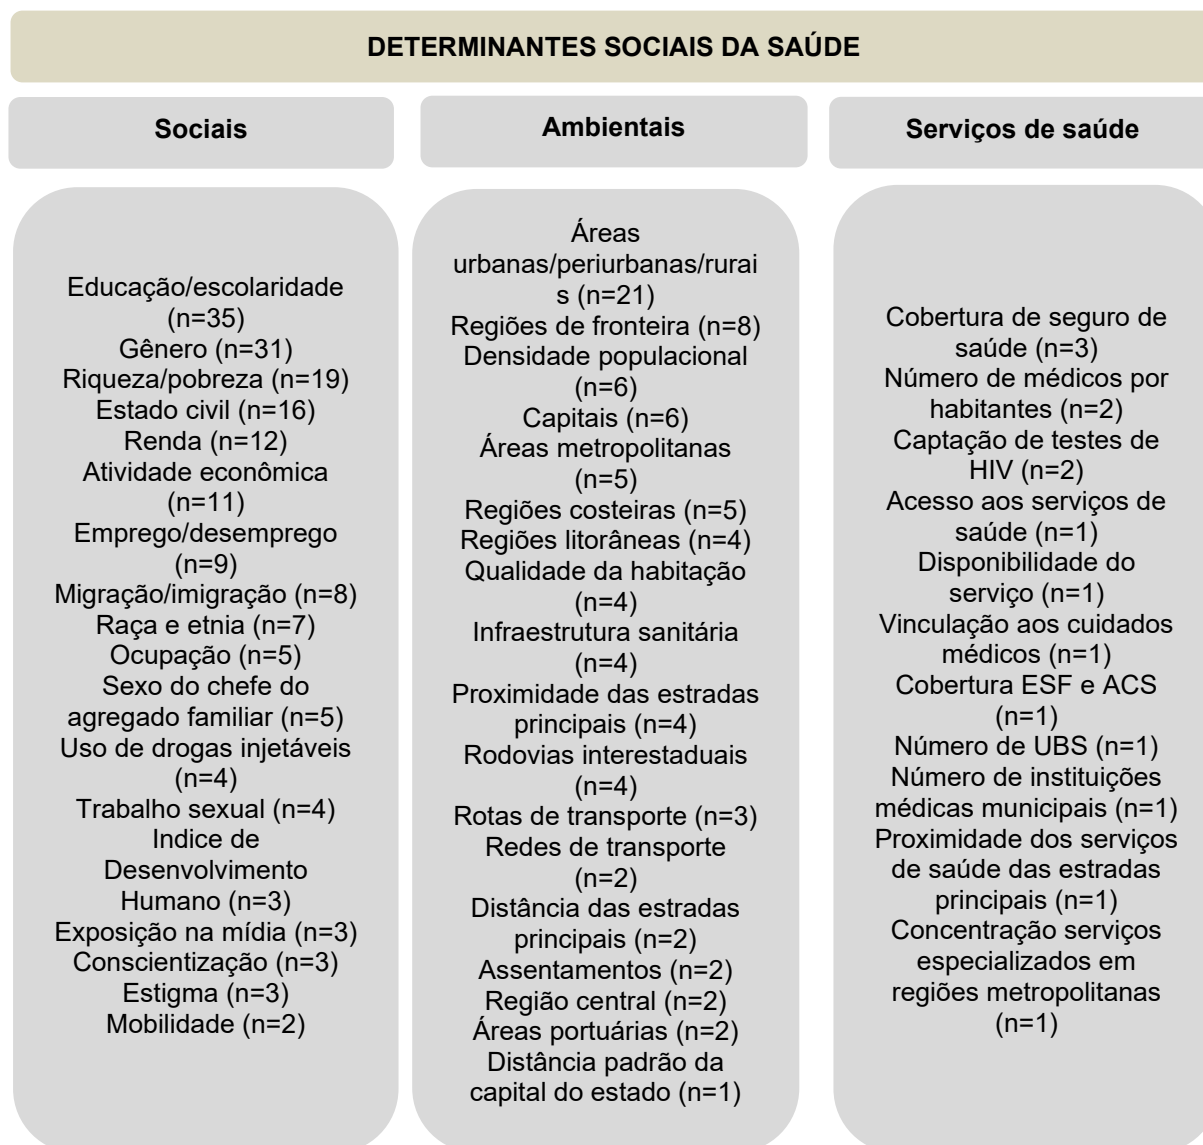 DETERMINANTES SOCIAIS DA SAÚDE
Sociais
Educação/escolaridade
(n=35)
Gênero (n=31)
Riqueza/pobreza (n=19)
Estado civil (n=16)
Renda (n=12)
Atividade econômica
(n=11)
Emprego/desemprego
(n=9)
Migração/imigração (n=8)
Raça e etnia (n=7)
Ocupação (n=5)
Sexo do chefe do
agregado familiar (n=5)
Uso de drogas injetáveis
(n=4)
Trabalho sexual (n=4)
Indice de
Desenvolvimento
Humano (n=3)
Exposição na mídia (n=3)
Conscientização (n=3)
Estigma (n=3)
Mobilidade (n=2)
Ambientais
Áreas
urbanas/periurbanas/rurai
s (n=21)
Regiões de fronteira (n=8)
Densidade populacional
(n=6)
Capitais (n=6)
Áreas metropolitanas
(n=5)
Regiões costeiras (n=5)
Regiões litorâneas (n=4)
Qualidade da habitação
(n=4)
Infraestrutura sanitária
(n=4)
Proximidade das estradas
principais (n=4)
Rodovias interestaduais
(n=4)
Rotas de transporte (n=3)
Redes de transporte
(n=2)
Distância das estradas
principais (n=2)
Assentamentos (n=2)
Região central (n=2)
Áreas portuárias (n=2)
Distância padrão da
capital do estado (n=1)
Serviços de saúde
Cobertura de seguro de
saúde (n=3)
Número de médicos por
habitantes (n=2)
Captação de testes de
HIV (n=2)
Acesso aos serviços de
saúde (n=1)
Disponibilidade do
serviço (n=1)
Vinculação aos cuidados
médicos (n=1)
Cobertura ESF e ACS
(n=1)
Número de UBS (n=1)
Número de instituições
médicas municipais (n=1)
Proximidade dos serviços
de saúde das estradas
principais (n=1)
Concentração serviços
especializados em
regiões metropolitanas
(n=1)